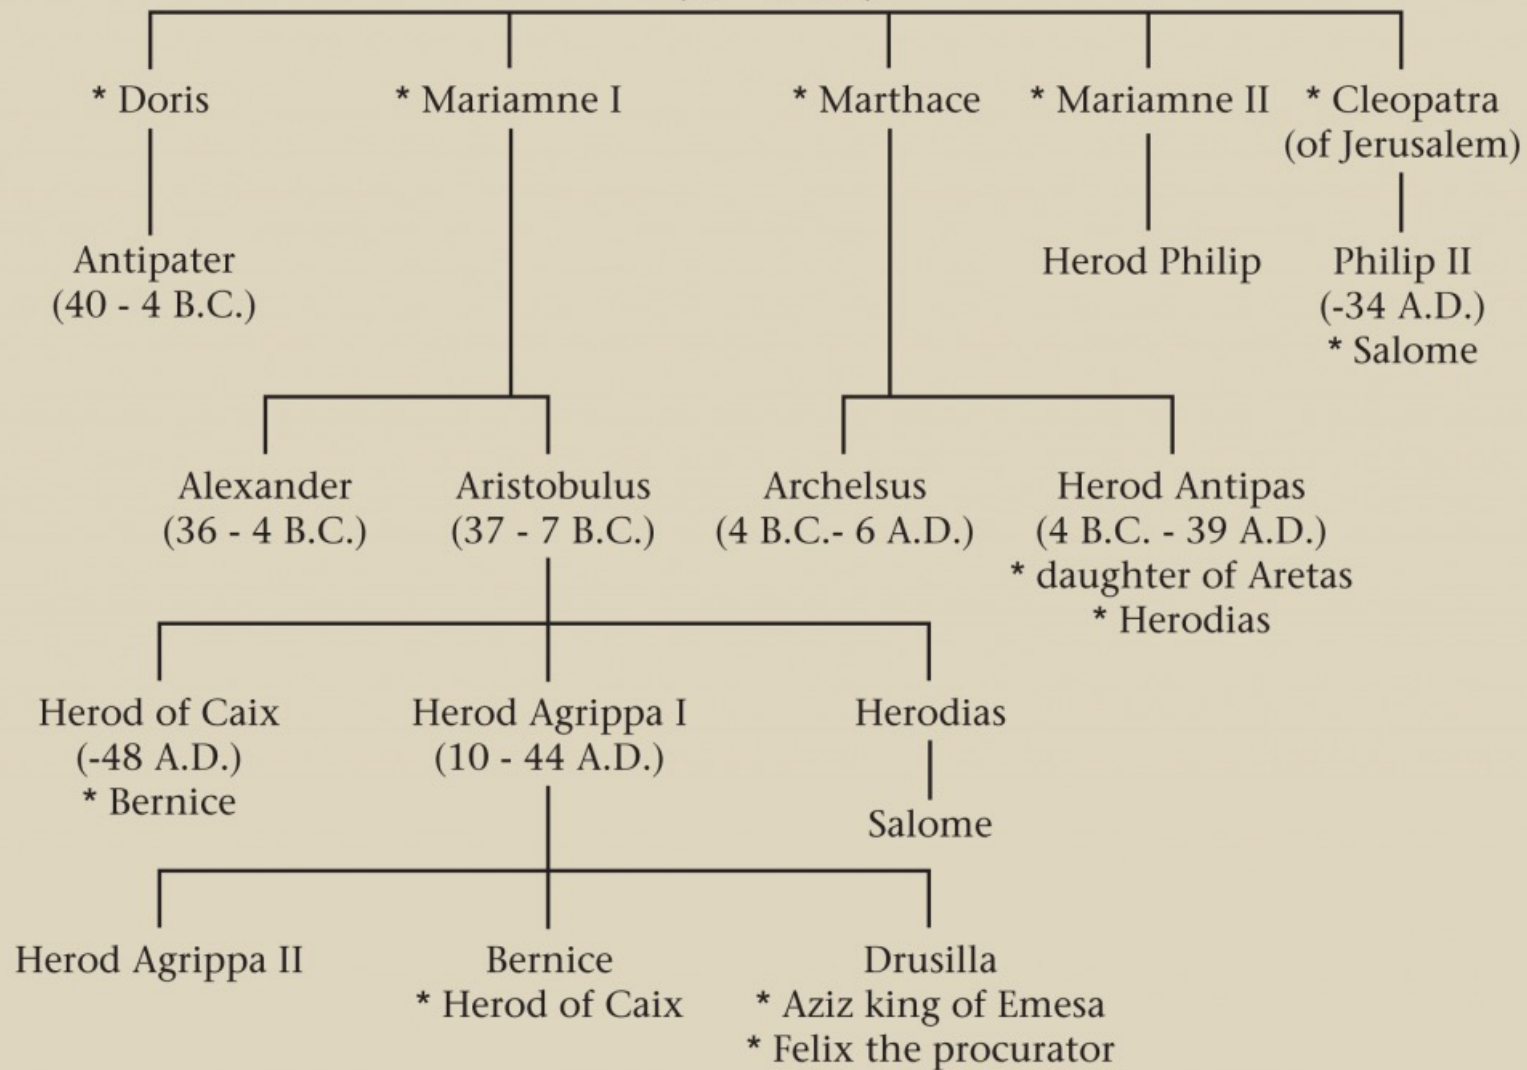 * Doris
* Mariamne I
* Marthace
* Mariamne II
* Cleopatra
(of Jerusalem)
Antipater
(40 - 4 B.C.)
Herod Philip
Philip II
(-34 A.D.)
* Salome
Alexander
(36 - 4 B.C.)
Aristobulus
(37 - 7 B.C.)
Archelsus
(4 B.C.- 6 A.D.)
Herod Antipas
(4 B.C. - 39 A.D.)
* daughter of Aretas
* Herodias
Herod of Caix
(-48 A.D.)
* Bernice
Herod Agrippa I
(10 - 44 A.D.)
Herodias
Salome
Herod Agrippa II
Bernice
* Herod of Caix
Drusilla
* Aziz king of Emesa
* Felix the procurator